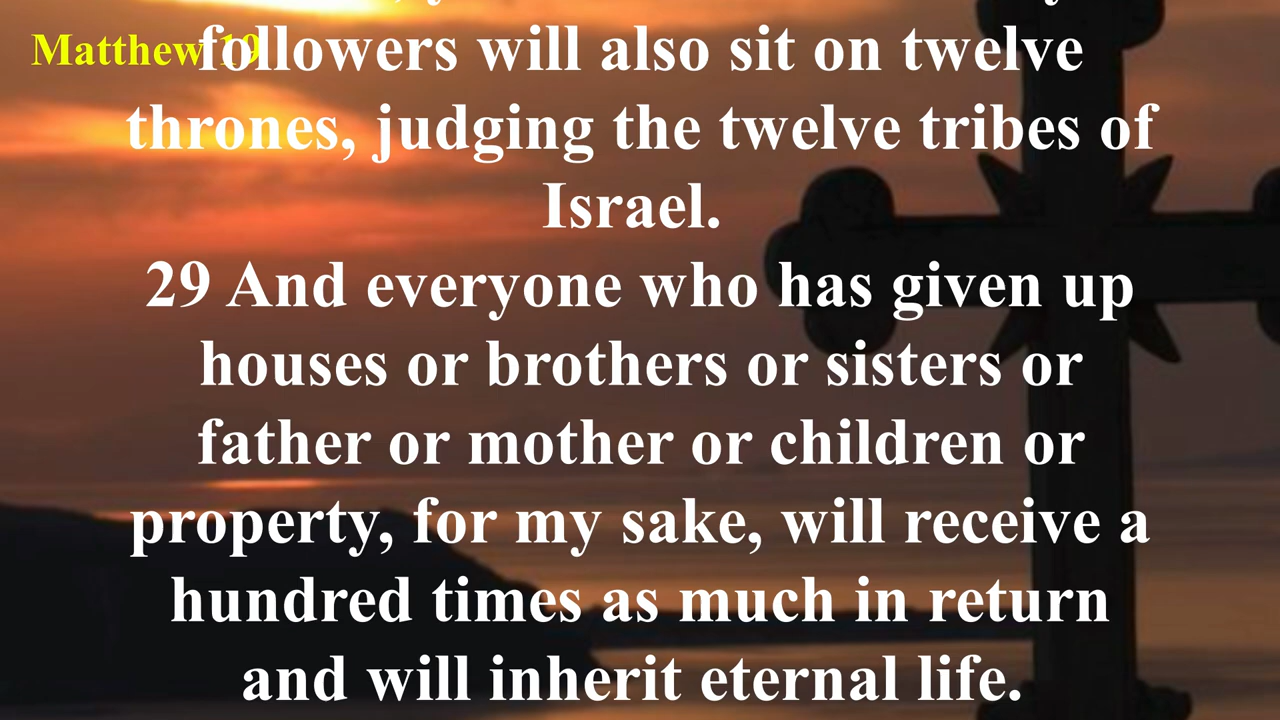 Matthew 19
followers will also sit on twelve
thrones, judging the twelve tribes of
Israel.
29 And everyone who has given up
houses or brothers or sisters or
father or mother or children or
property, for my sake, will receive a
hundred times as much in return
and will inherit eternal life.